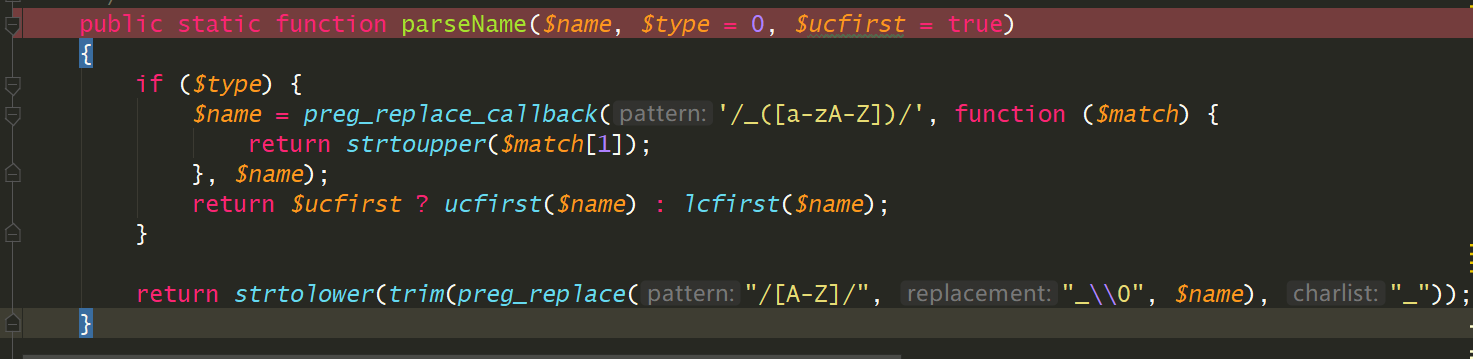 public static function parseName($name, $type = 0, $ucfirst = true)
{
if ($type) {
$name = preg_replace_callback( pattern: '/_([a-zA-Z])/', function ($match) {
return strtoupper($match[1]);
}, $name);
return $ucfirst ? ucfirst($name) : lcfirst($name);
}
return strtolower(trim(preg_replace( pattern: "/[A-Z]/", replacement: "_\\0", $name), charlist: "_"));
}